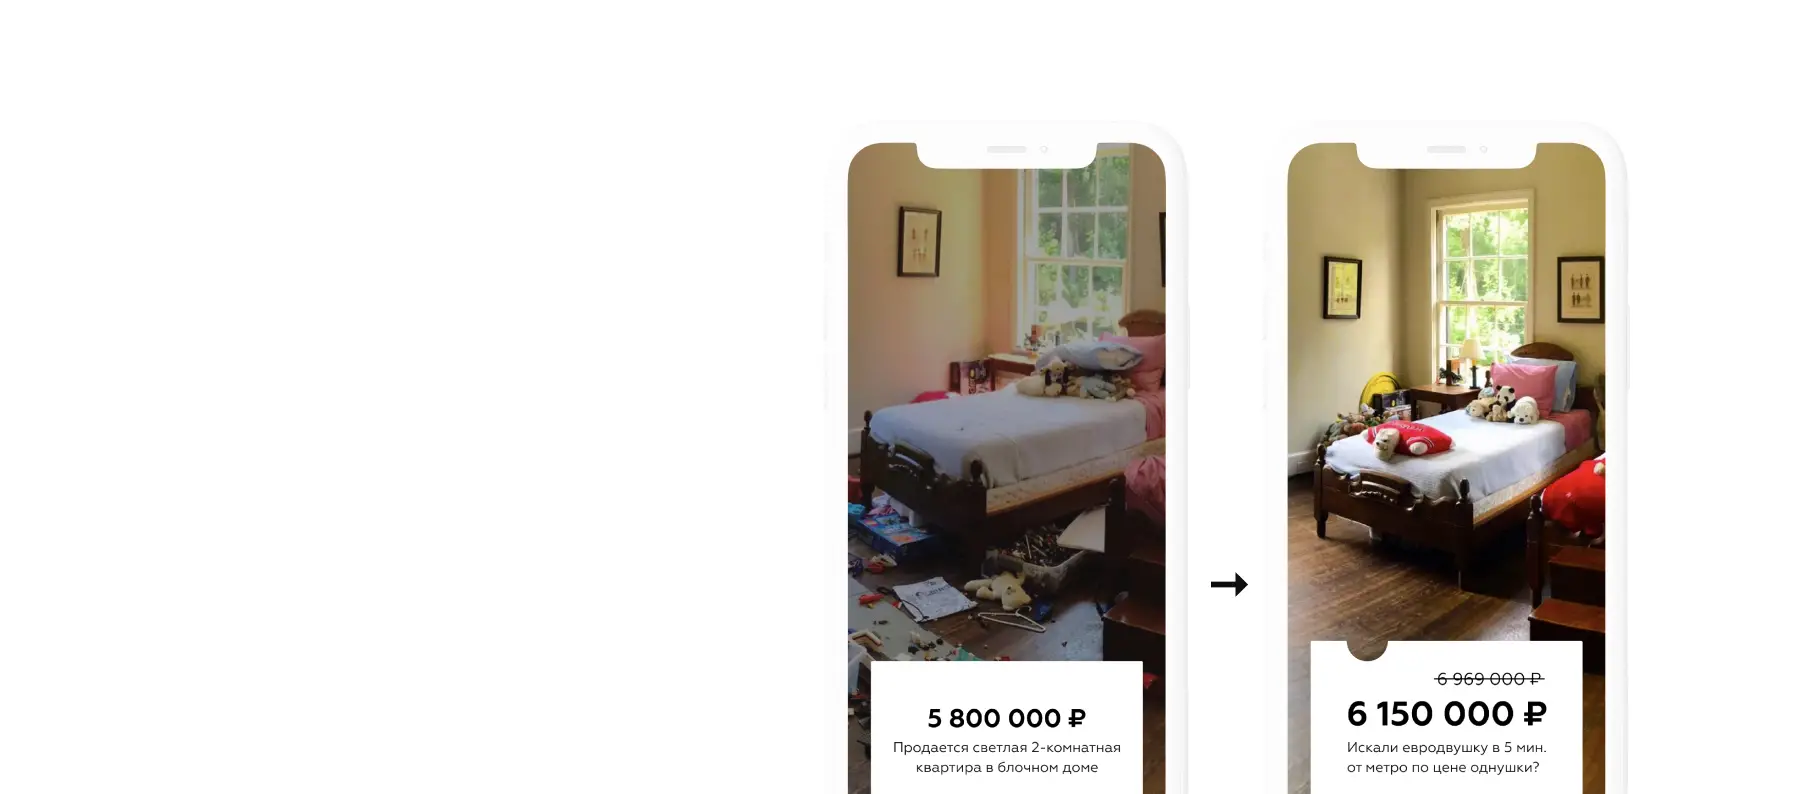 5 800 000 ₽
Продается светлая 2-комнатная
квартира в блочном доме
6 969 000 ₽
6 150 000 ₽
Искали евродвушку в 5 мин.
от метро по цене однушки?